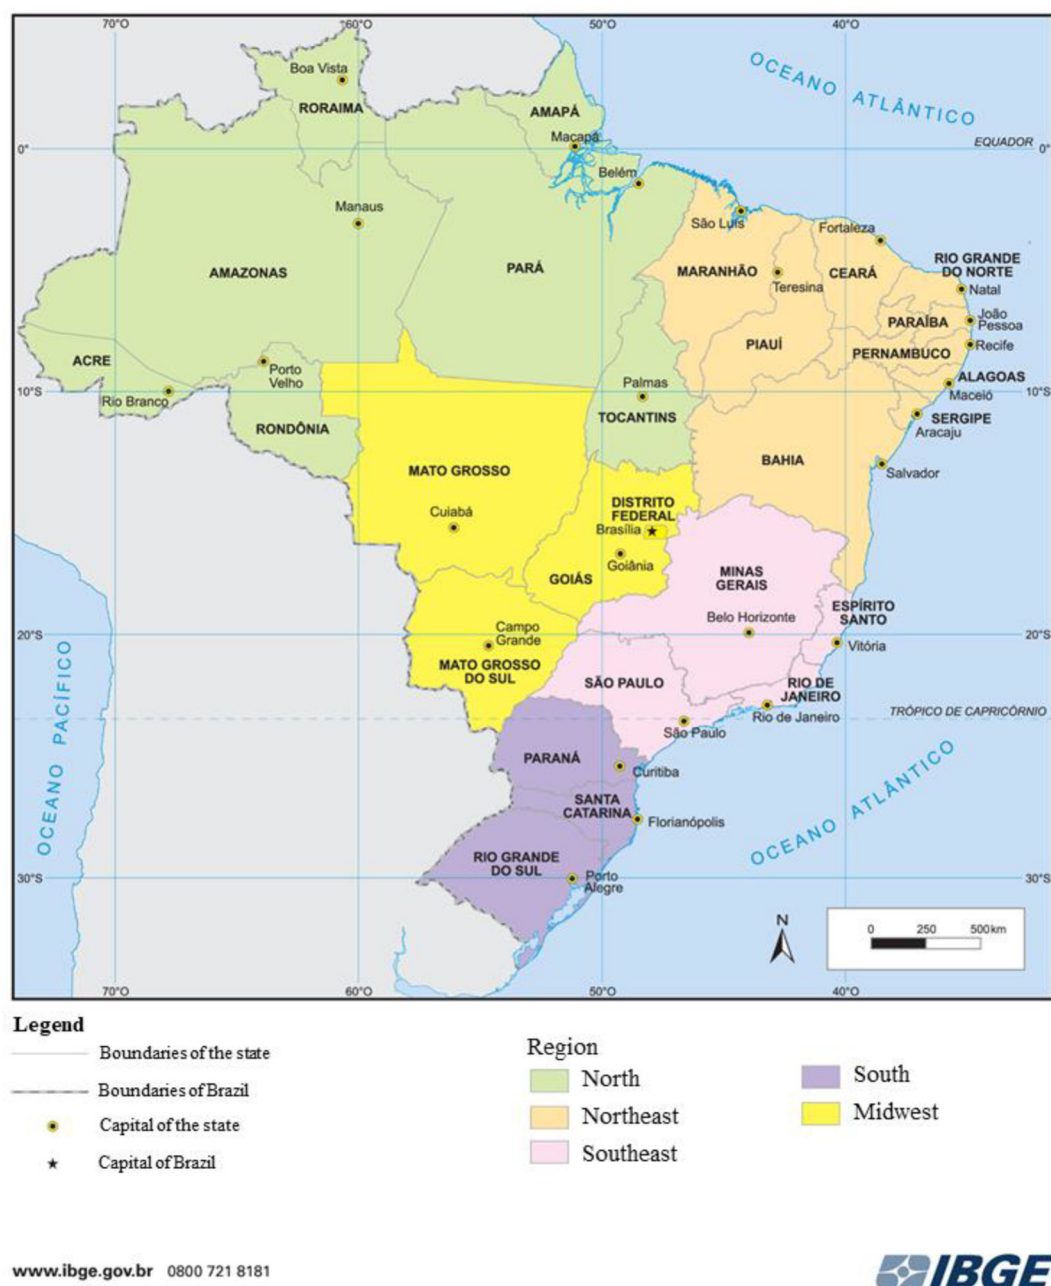 70°O
60°O
50°O
40°O
OCEANO ATLÂNTICO
Boa Vista
RORAIMA
AMAPÁ
Macapá
EQUADOR
0°
0°
Belém
Manaus
São Luís
Fortaleza
AMAZONAS
PARÁ
MARANHÃO
CEARÁ
RIO GRANDE
DO NORTE
Teresina
Natal
João
Pessoa
PARAÍBA
PIAUÍ
PERNAMBUCO
Recife
ACRE
Porto
Velho
Rio Branco
Palmas
ALAGOAS
Maceió
10°S
10°S
TOCANTINS
SERGIPE
Aracaju
RONDÔNIA
MATO GROSSO
BAHIA
Salvador
Cuiabá
DISTRITO
FEDERAL
Brasília
Goiânia
GOIÁS
MINAS
GERAIS
Belo Horizonte
ESPÍRITO
SANTO
Vitória
20°S
20°S
Campo
Grande
MATO GROSSO
DO SUL
SÃO PAULO
RIO DE
JANEIRO
Rio de Janeiro
São Paulo
TRÓPICO DE CAPRICÓRNIO
OCEANO PACÍFICO
PARANÁ
Curitiba
SANTA
CATARINA
Florianópolis
OCEANO ATLÂNTICO
RIO GRANDE
DO SUL
Porto
Alegre
30°S
30°S
N
0 250 500 km
70°O
60°O
50°O
40°O
Legend
Boundaries of the state
Boundaries of Brazil
Capital of the state
Capital of Brazil
Region
North
Northeast
Southeast
South
Midwest
www.ibge.gov.br 0800 721 8181
IBGE